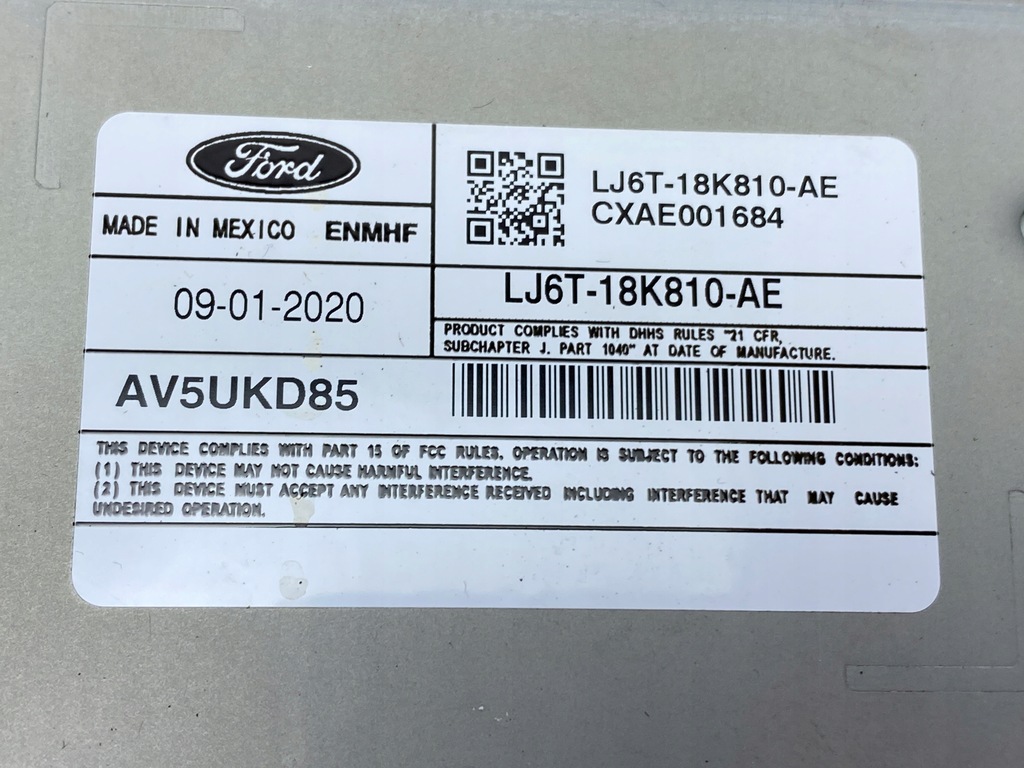 Ford
LJ6T-18K810-AE
CXAE001684
MADE IN MEXICO ENMHF
09-01-2020
LJ6T-18K810-AE
PRODUCT COMPLIES WITH DHHS RULES "21 CFR,
SUBCHAPTER J, PART 1040" AT DATE OF MANUFACTURE.
AV5UKD85
THIS DEVICE COMPLIES WITH PART 15 OF FCC RULES. OPERATION IS SUBJECT TO THE FOLLOWING CONDITIONS:
(1) THIS DEVICE MAY NOT CAUSE HARMFUL INTERFERENCE.
(2) THIS DEVICE MUST ACCEPT ANY INTERFERENCE RECEIVED INCLUDING INTERFERENCE THAT MAY CAUSE
UNDESIRED OPERATION.